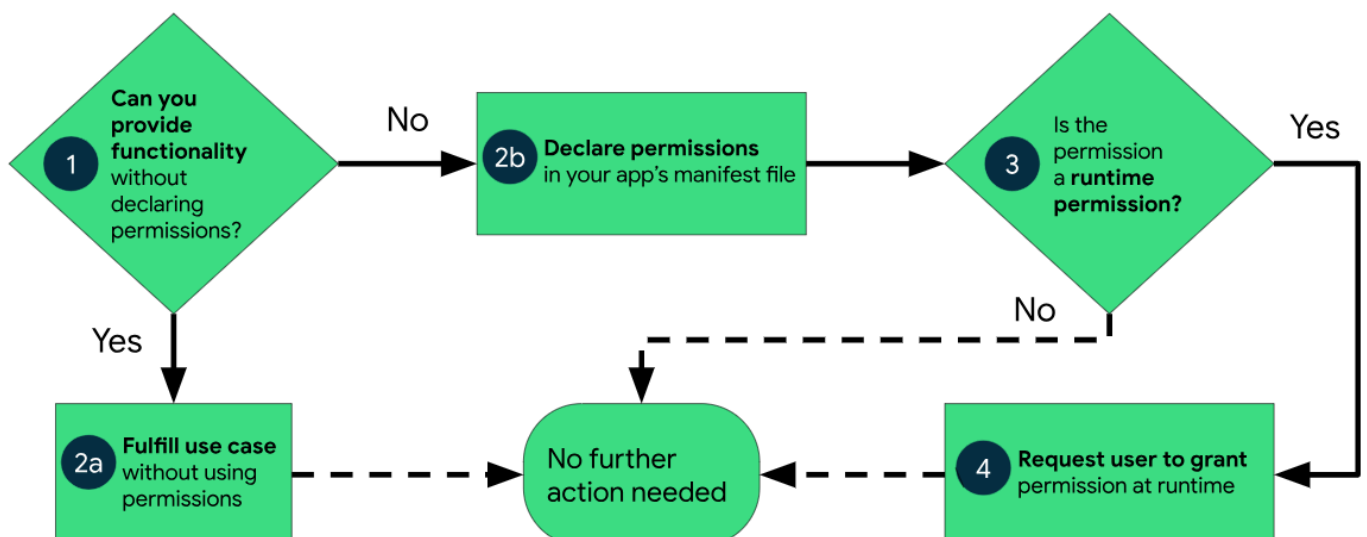 1
Can you
provide
functionality
without
declaring
permissions?
No
2b
Declare permissions
in your app's manifest file
3
Is the
permission
a runtime
permission?
Yes
No
Yes
2a
Fulfill use case
without using
permissions
No further
action needed
4
Request user to grant
permission at runtime